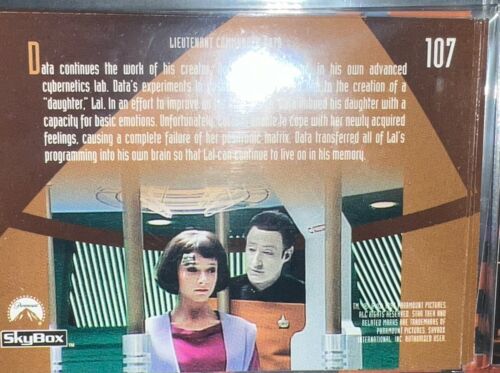 LIEUTENANT COMMANDER DATA
107
Data continues the work of his creator, in his own advanced
cybernetics lab. Data's experiments to the creation of a
"daughter," Lal. In an effort to improve imbued his daughter with a
capacity for basic emotions. Unfortunately, to cope with her newly acquired
feelings, causing a complete failure of her positronic matrix. Data transferred all of Lal's
programming into his own brain so that Lal can continue to live on in his memory.
Paramount
SKYBOX
TM
TM, PARAMOUNT PICTURES.
ALL RIGHTS RESERVED. STAR TREK AND
RELATED MARKS ARE TRADEMARKS OF
PARAMOUNT PICTURES. SKYBOX
INTERNATIONAL, INC. AUTHORIZED USER.